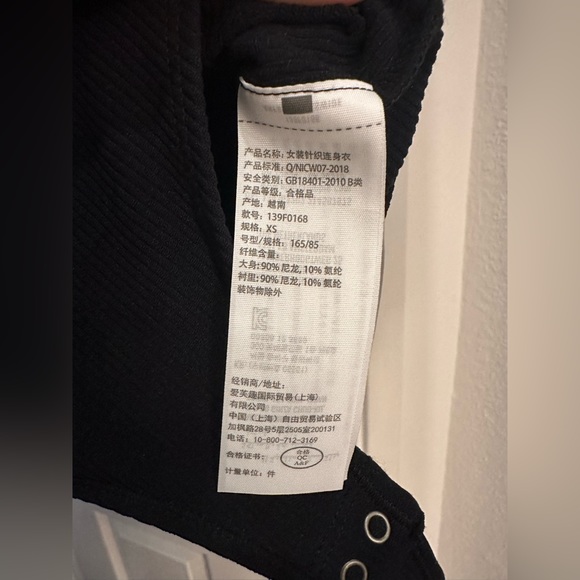 产品名称: 女装针织连身衣
产品标准: Q/NICW07-2018
安全类别: GB18401-2010 B类
产品等级: 合格品
产地: 越南
款号: 139F0168
规格: XS
号型/规格: 165/85
纤维含量:
大身: 90% 尼龙, 10% 氨纶
衬里: 90% 尼龙, 10% 氨纶
装饰物除外
经销商/地址:
爱芙趣国际贸易(上海)
有限公司
中国 (上海) 自由贸易试验区
加枫路28号5层2505室200131
电话: 10-800-712-3169
合格证书:
合格
QC
A&F
计量单位: 件